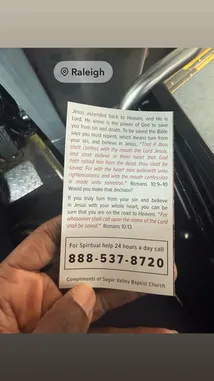 Raleigh
Jesus ascended back to Heaven, and He is
Lord. He alone is the power of God to save
you from sin and death. To be saved the Bible
says you must repent, which means turn from
your sin, and believe in Jesus. "That if thou
shalt confess with thy mouth the Lord Jesus,
and shalt believe in thine heart that God
hath raised him from the dead, thou shalt be
saved. For with the heart man believeth unto
righteousness; and with the mouth confession
is made unto salvation." Romans 10:9-10
Would you make that decision?
If you truly turn from your sin and believe
in Jesus with your whole heart, you can be
sure that you are on the road to Heaven. "For
whosoever shall call upon the name of the Lord
shall be saved." Romans 10:13
For Spiritual help 24 hours a day call
888-537-8720
Compliments of Sagar Valley Baptist Church